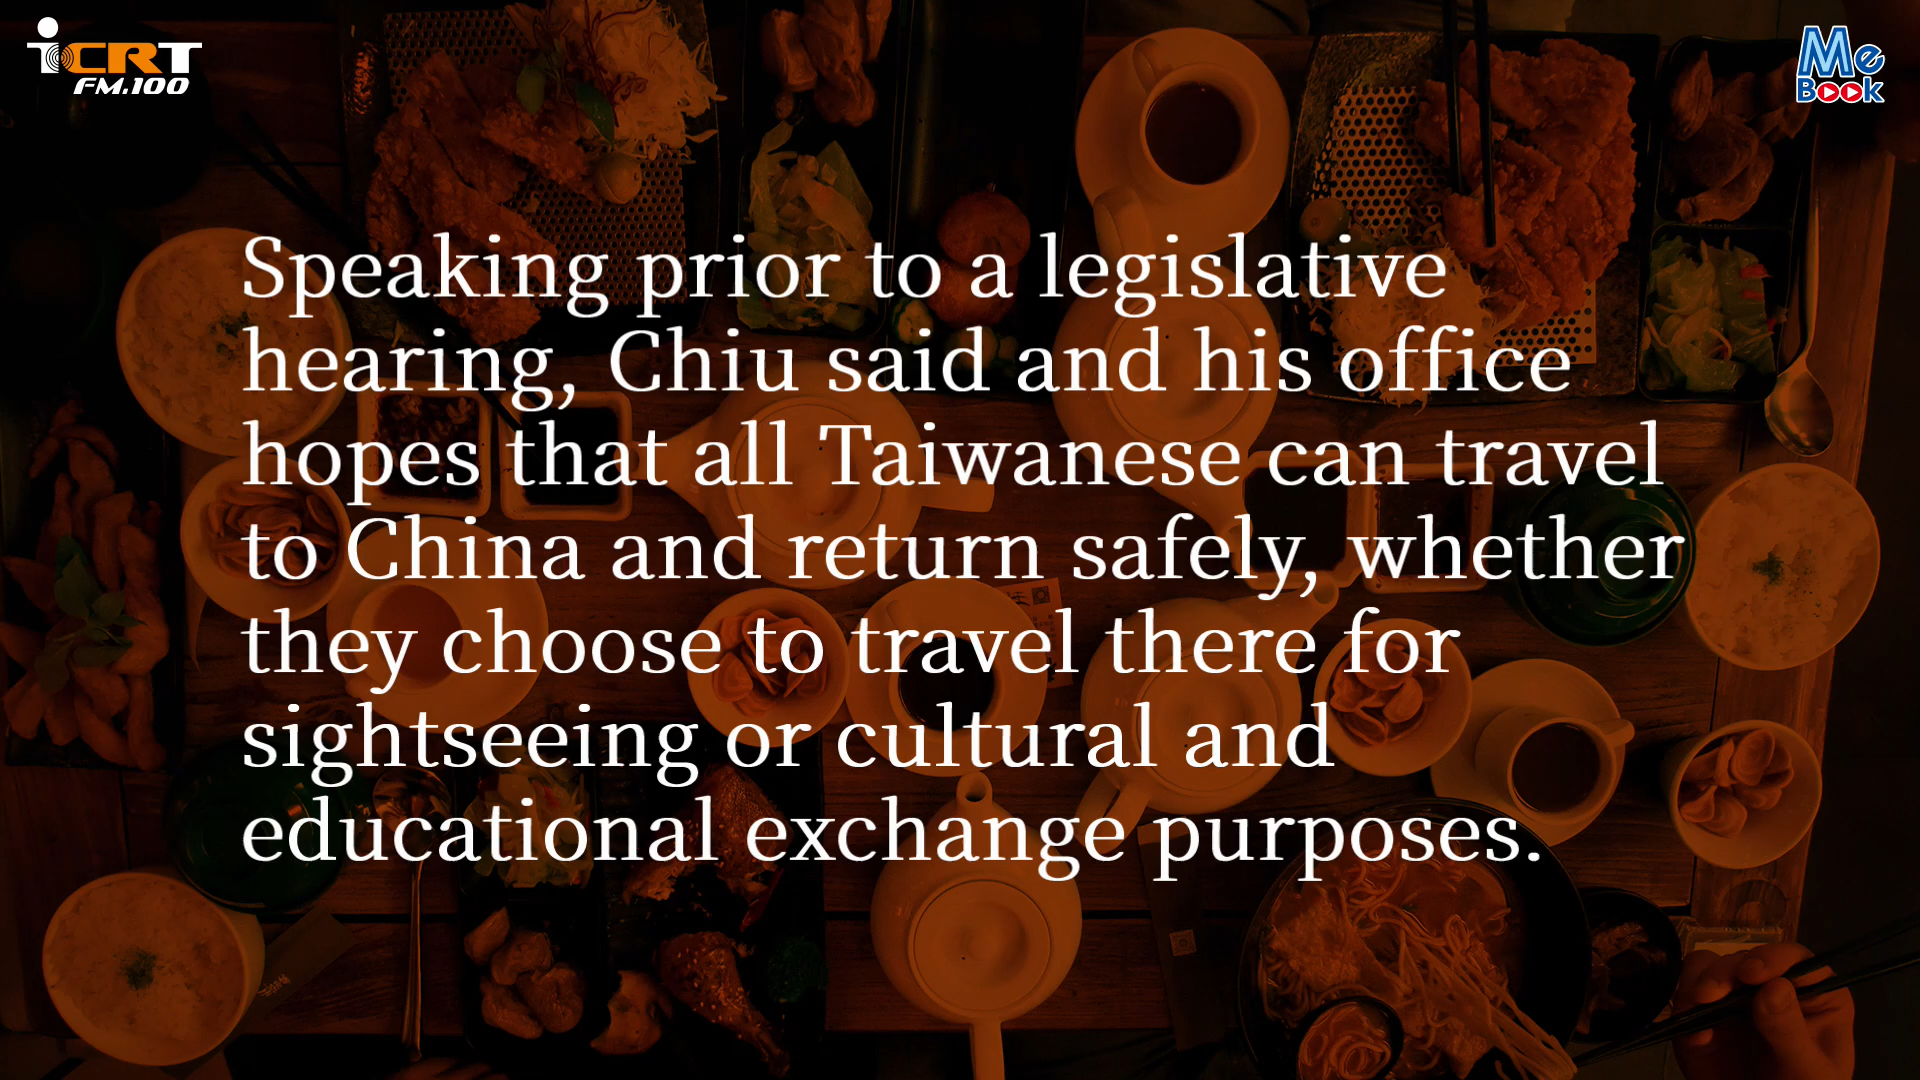 iCRT
FM.100
Me
Book
Speaking prior to a legislative
hearing, Chiu said and his office
hopes that all Taiwanese can travel
to China and return safely, whether
they choose to travel there for
sightseeing or cultural and
educational exchange purposes.